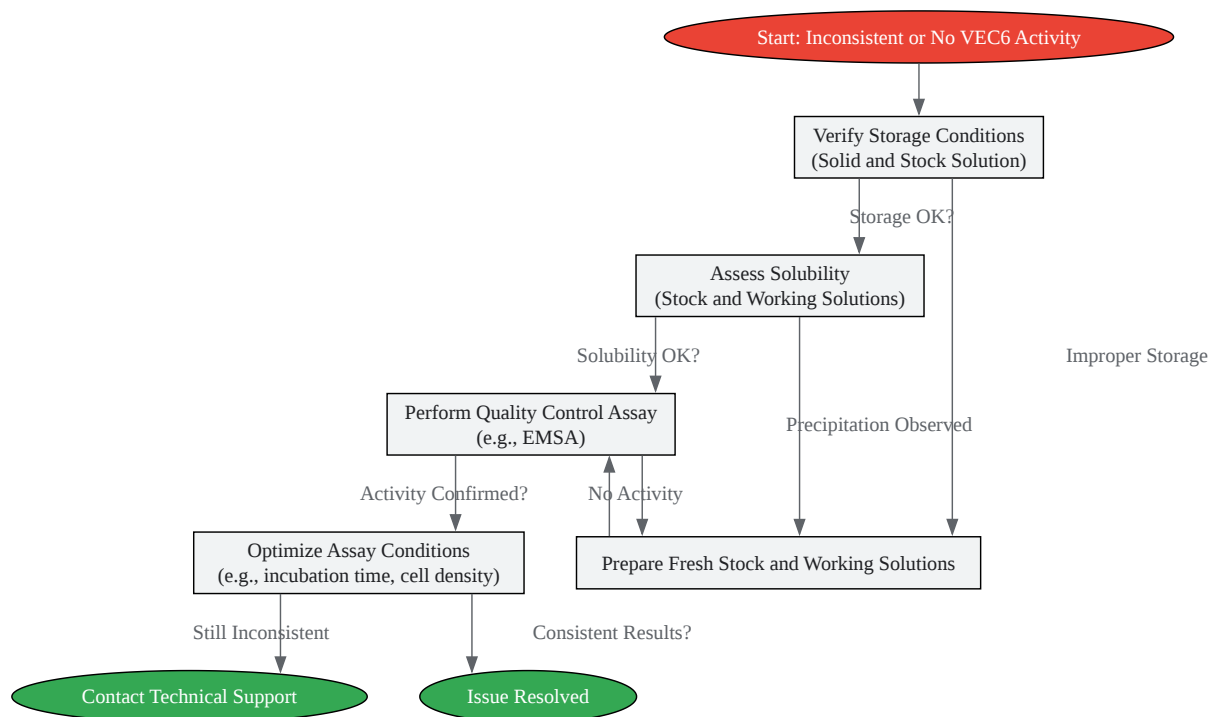 Start: Inconsistent or No VEC6 Activity
Verify Storage Conditions
(Solid and Stock Solution)
Storage OK?
Assess Solubility
(Stock and Working Solutions)
Solubility OK?
Improper Storage
Perform Quality Control Assay
(e.g., EMSA)
Precipitation Observed
Activity Confirmed?
No Activity
Optimize Assay Conditions
(e.g., incubation time, cell density)
Prepare Fresh Stock and Working Solutions
Still Inconsistent
Consistent Results?
Contact Technical Support
Issue Resolved